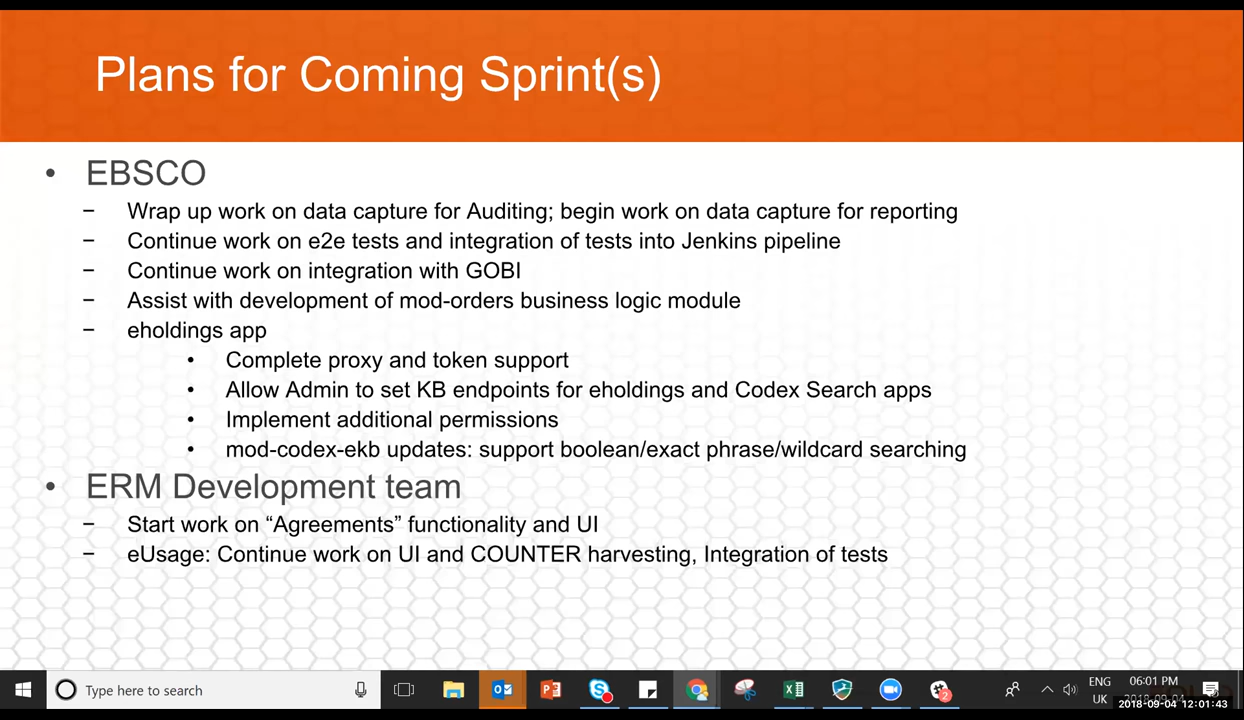 Plans for Coming Sprint(s)
• EBSCO
– Wrap up work on data capture for Auditing; begin work on data capture for reporting
– Continue work on e2e tests and integration of tests into Jenkins pipeline
– Continue work on integration with GOBI
– Assist with development of mod-orders business logic module
– eholdings app
• Complete proxy and token support
• Allow Admin to set KB endpoints for eholdings and Codex Search apps
• Implement additional permissions
• mod-codex-ekb updates: support boolean/exact phrase/wildcard searching
• ERM Development team
– Start work on “Agreements” functionality and UI
– eUsage: Continue work on UI and COUNTER harvesting, Integration of tests
Type here to search
2
ENG
UK
06:01 PM
2018-09-04
2018-09-04 12:01:43